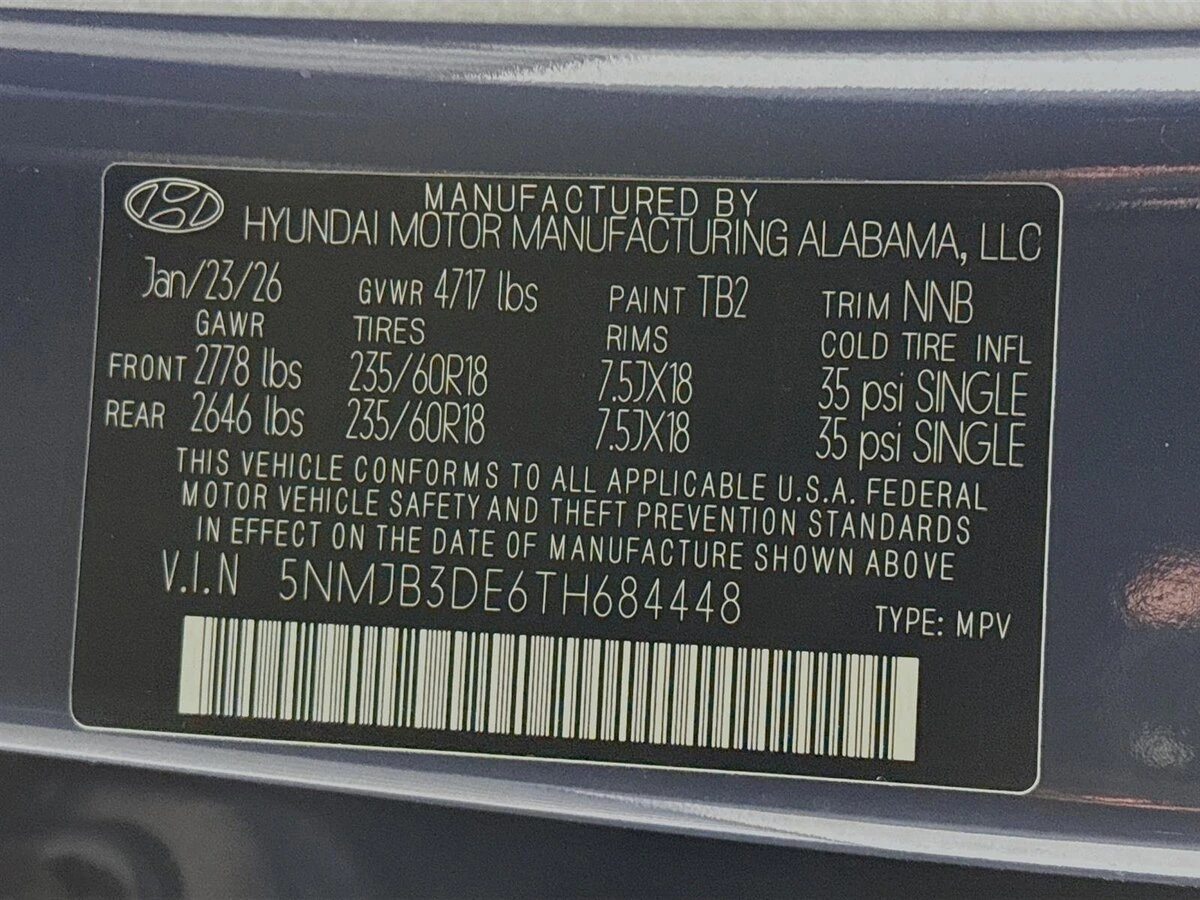 MANUFACTURED BY
HYUNDAI MOTOR MANUFACTURING ALABAMA, LLC
Jan/23/26 GVWR 4717 lbs PAINT TB2 TRIM NNB
GAWR TIRES RIMS COLD TIRE INFL
FRONT 2778 lbs 235/60R18 7.5JX18 35 psi SINGLE
REAR 2646 lbs 235/60R18 7.5JX18 35 psi SINGLE
THIS VEHICLE CONFORMS TO ALL APPLICABLE U.S.A. FEDERAL
MOTOR VEHICLE SAFETY AND THEFT PREVENTION STANDARDS
IN EFFECT ON THE DATE OF MANUFACTURE SHOWN ABOVE
V.I.N 5NMJB3DE6TH684448 TYPE: MPV